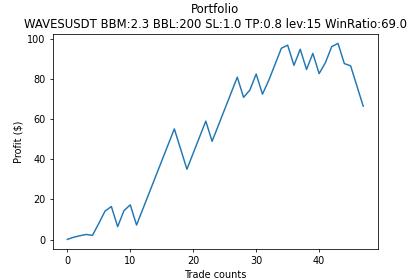 Portfolio
WAVESUSDT BBM:2.3 BBL:200 SL:1.0 TP:0.8 lev:15 WinRatio:69.0
100
80
60
40
20
0
Profit ($)
0 10 20 30 40
Trade counts